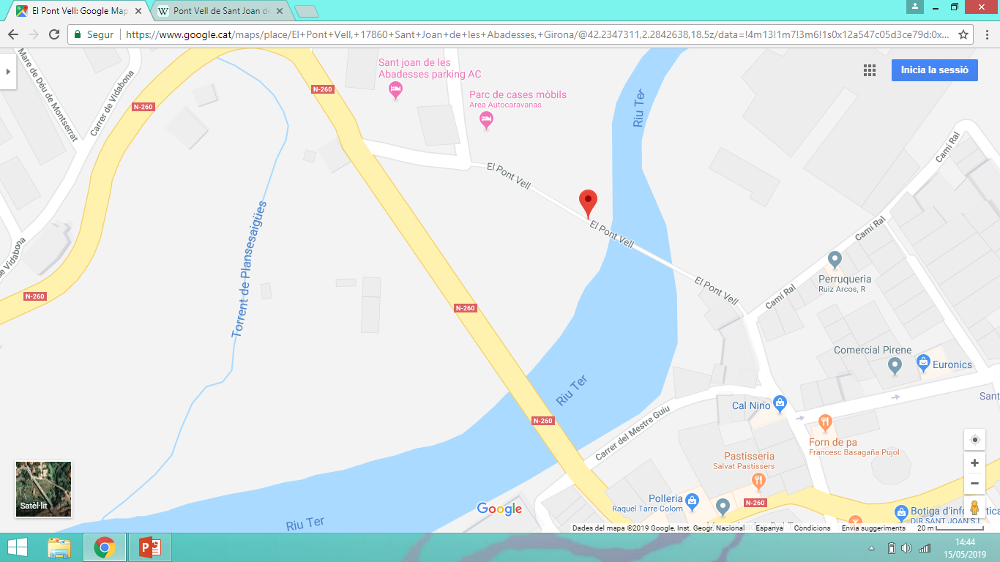 El Pont Vell: Google Map
Pont Vell de Sant Joan de
Segur
https://www.google.cat/maps/place/El+Pont+Vell,+17860+Sant+Joan+de+les+Abadesses,+Girona/@42.2347311,2.2842638,18.5z/data=!4m13!1m7!3m6!1s0x12a547c05d3ce79d:0x...
Inicia la sessió
Mare de Déu de Montserrat
Carrer de Vidabona
N-260
N-260
Sant joan de les
Abadesses parking AC
Parc de cases mòbils
Area Autocaravanas
Riu Ter
El Pont Vell
El Pont Vell
El Pont Vell
Camí Ral
Camí Ral
Camí Ral
Torrent de Plansesaigües
de Vidabona
N-260
N-260
Perruqueria
Ruiz Arcos, R
Comercial Pirene
Euronics
Sant
Riu Ter
N-260
Carrer del Mestre Guiu
Cal Nino
Forn de pa
Francesc Basagaña Pujol
Pastisseria
Salvat Pastissers
Polleria
Raquel Tarre Colom
N-260
Botiga d'infor
tica
DIR SANT JOAN S.L
Satèl·lit
Riu Ter
Google
Dades del mapa ©2019 Google, Inst. Geogr. Nacional
Espanya
Condicions
Envia suggeriments
20 m
14:44
15/05/2019